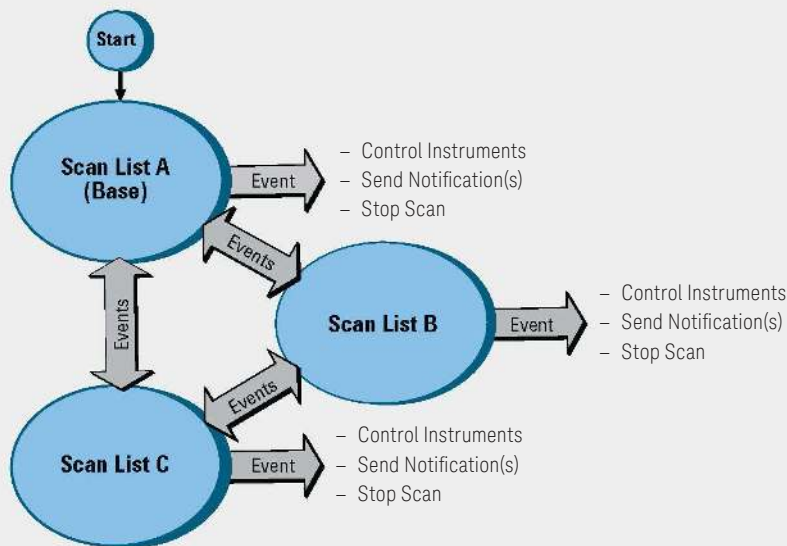 Start
Scan List A
(Base)
Event
– Control Instruments
– Send Notification(s)
– Stop Scan
Events
Events
Scan List B
Event
– Control Instruments
– Send Notification(s)
– Stop Scan
Events
Scan List C
Event
– Control Instruments
– Send Notification(s)
– Stop Scan